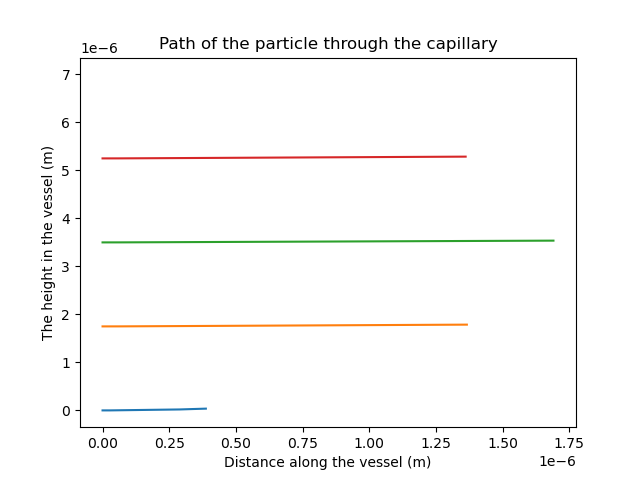 Path of the particle through the capillary
1e−6
7
6
5
4
3
2
1
0
The height in the vessel (m)
0.00 0.25 0.50 0.75 1.00 1.25 1.50 1.75
Distance along the vessel (m)
1e−6